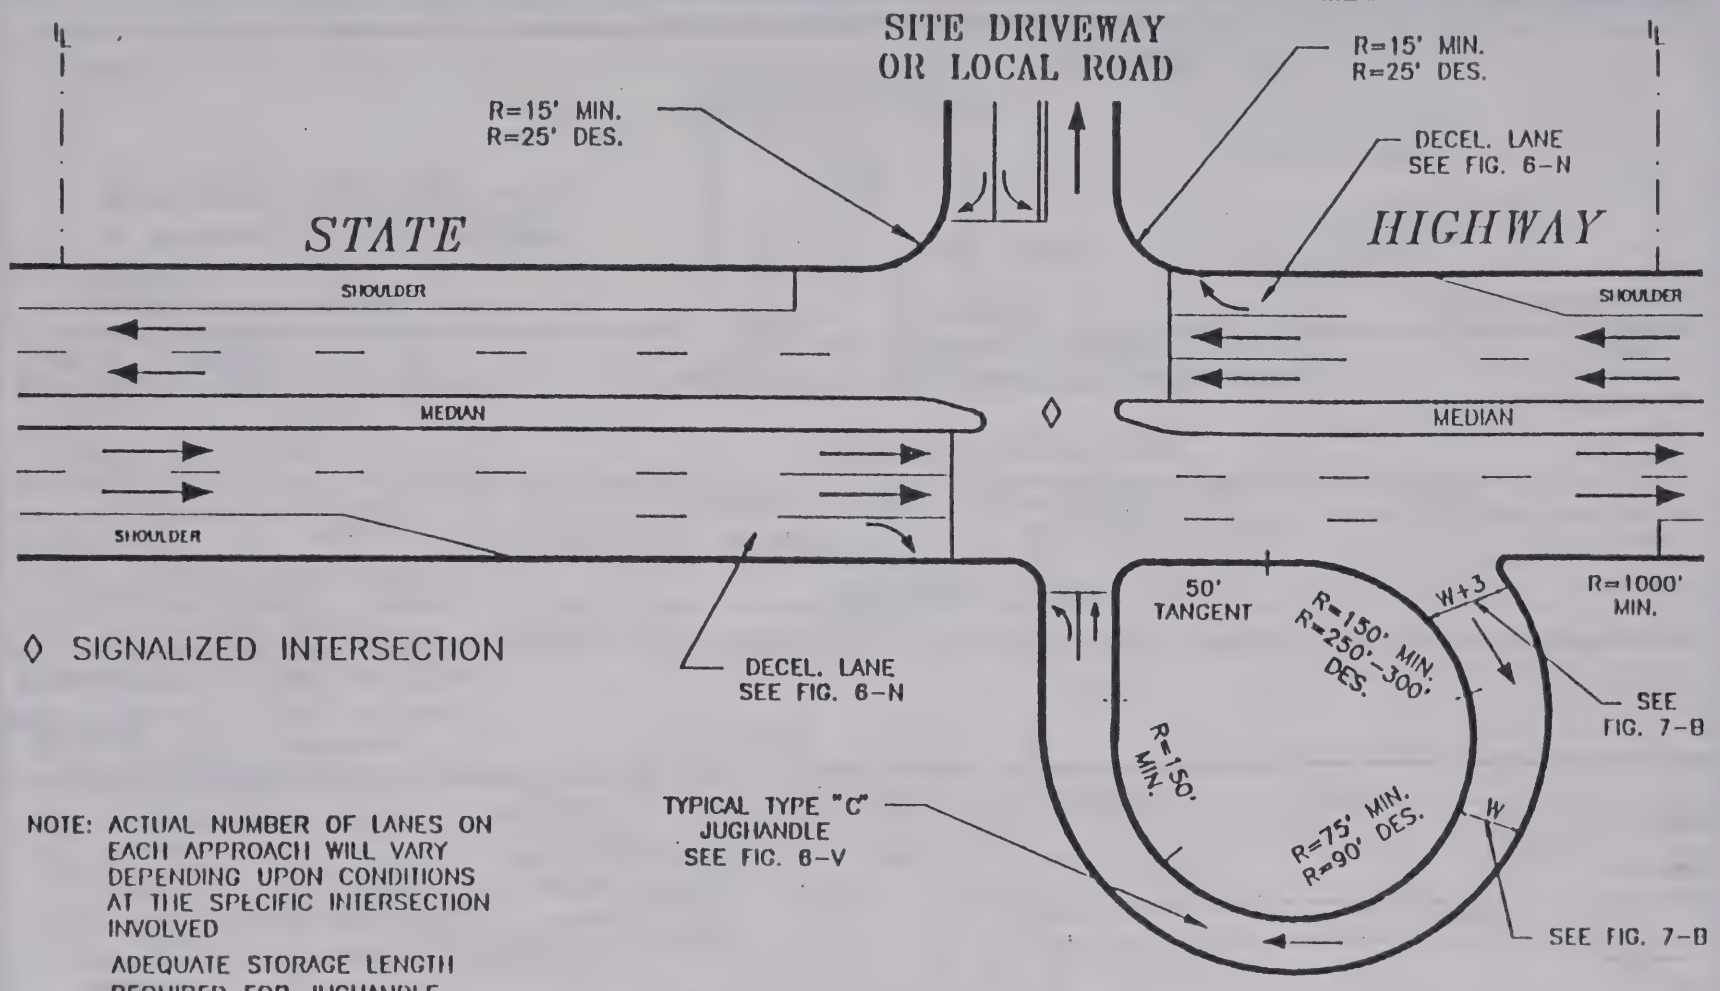 SITE DRIVEWAY
OR LOCAL ROAD
R=15' MIN.
R=25' DES.
R=15' MIN.
R=25' DES.
DECEL. LANE
SEE FIG. 6-N
STATE
HIGHWAY
SHOULDER
SHOULDER
MEDIAN
MEDIAN
SHOULDER
50'
TANGENT
W+3
R=1000'
MIN.
R=150' MIN.
R=250'-300'
DES.
◊ SIGNALIZED INTERSECTION
DECEL. LANE
SEE FIG. 6-N
SEE
FIG. 7-B
R=150'
MIN.
TYPICAL TYPE "C"
JUGHANDLE
SEE FIG. 6-V
R=75' MIN.
R=90' DES.
W
SEE FIG. 7-B
NOTE: ACTUAL NUMBER OF LANES ON
EACH APPROACH WILL VARY
DEPENDING UPON CONDITIONS
AT THE SPECIFIC INTERSECTION
INVOLVED
ADEQUATE STORAGE LENGTH
REQUIRED FOR JUGHANDLE